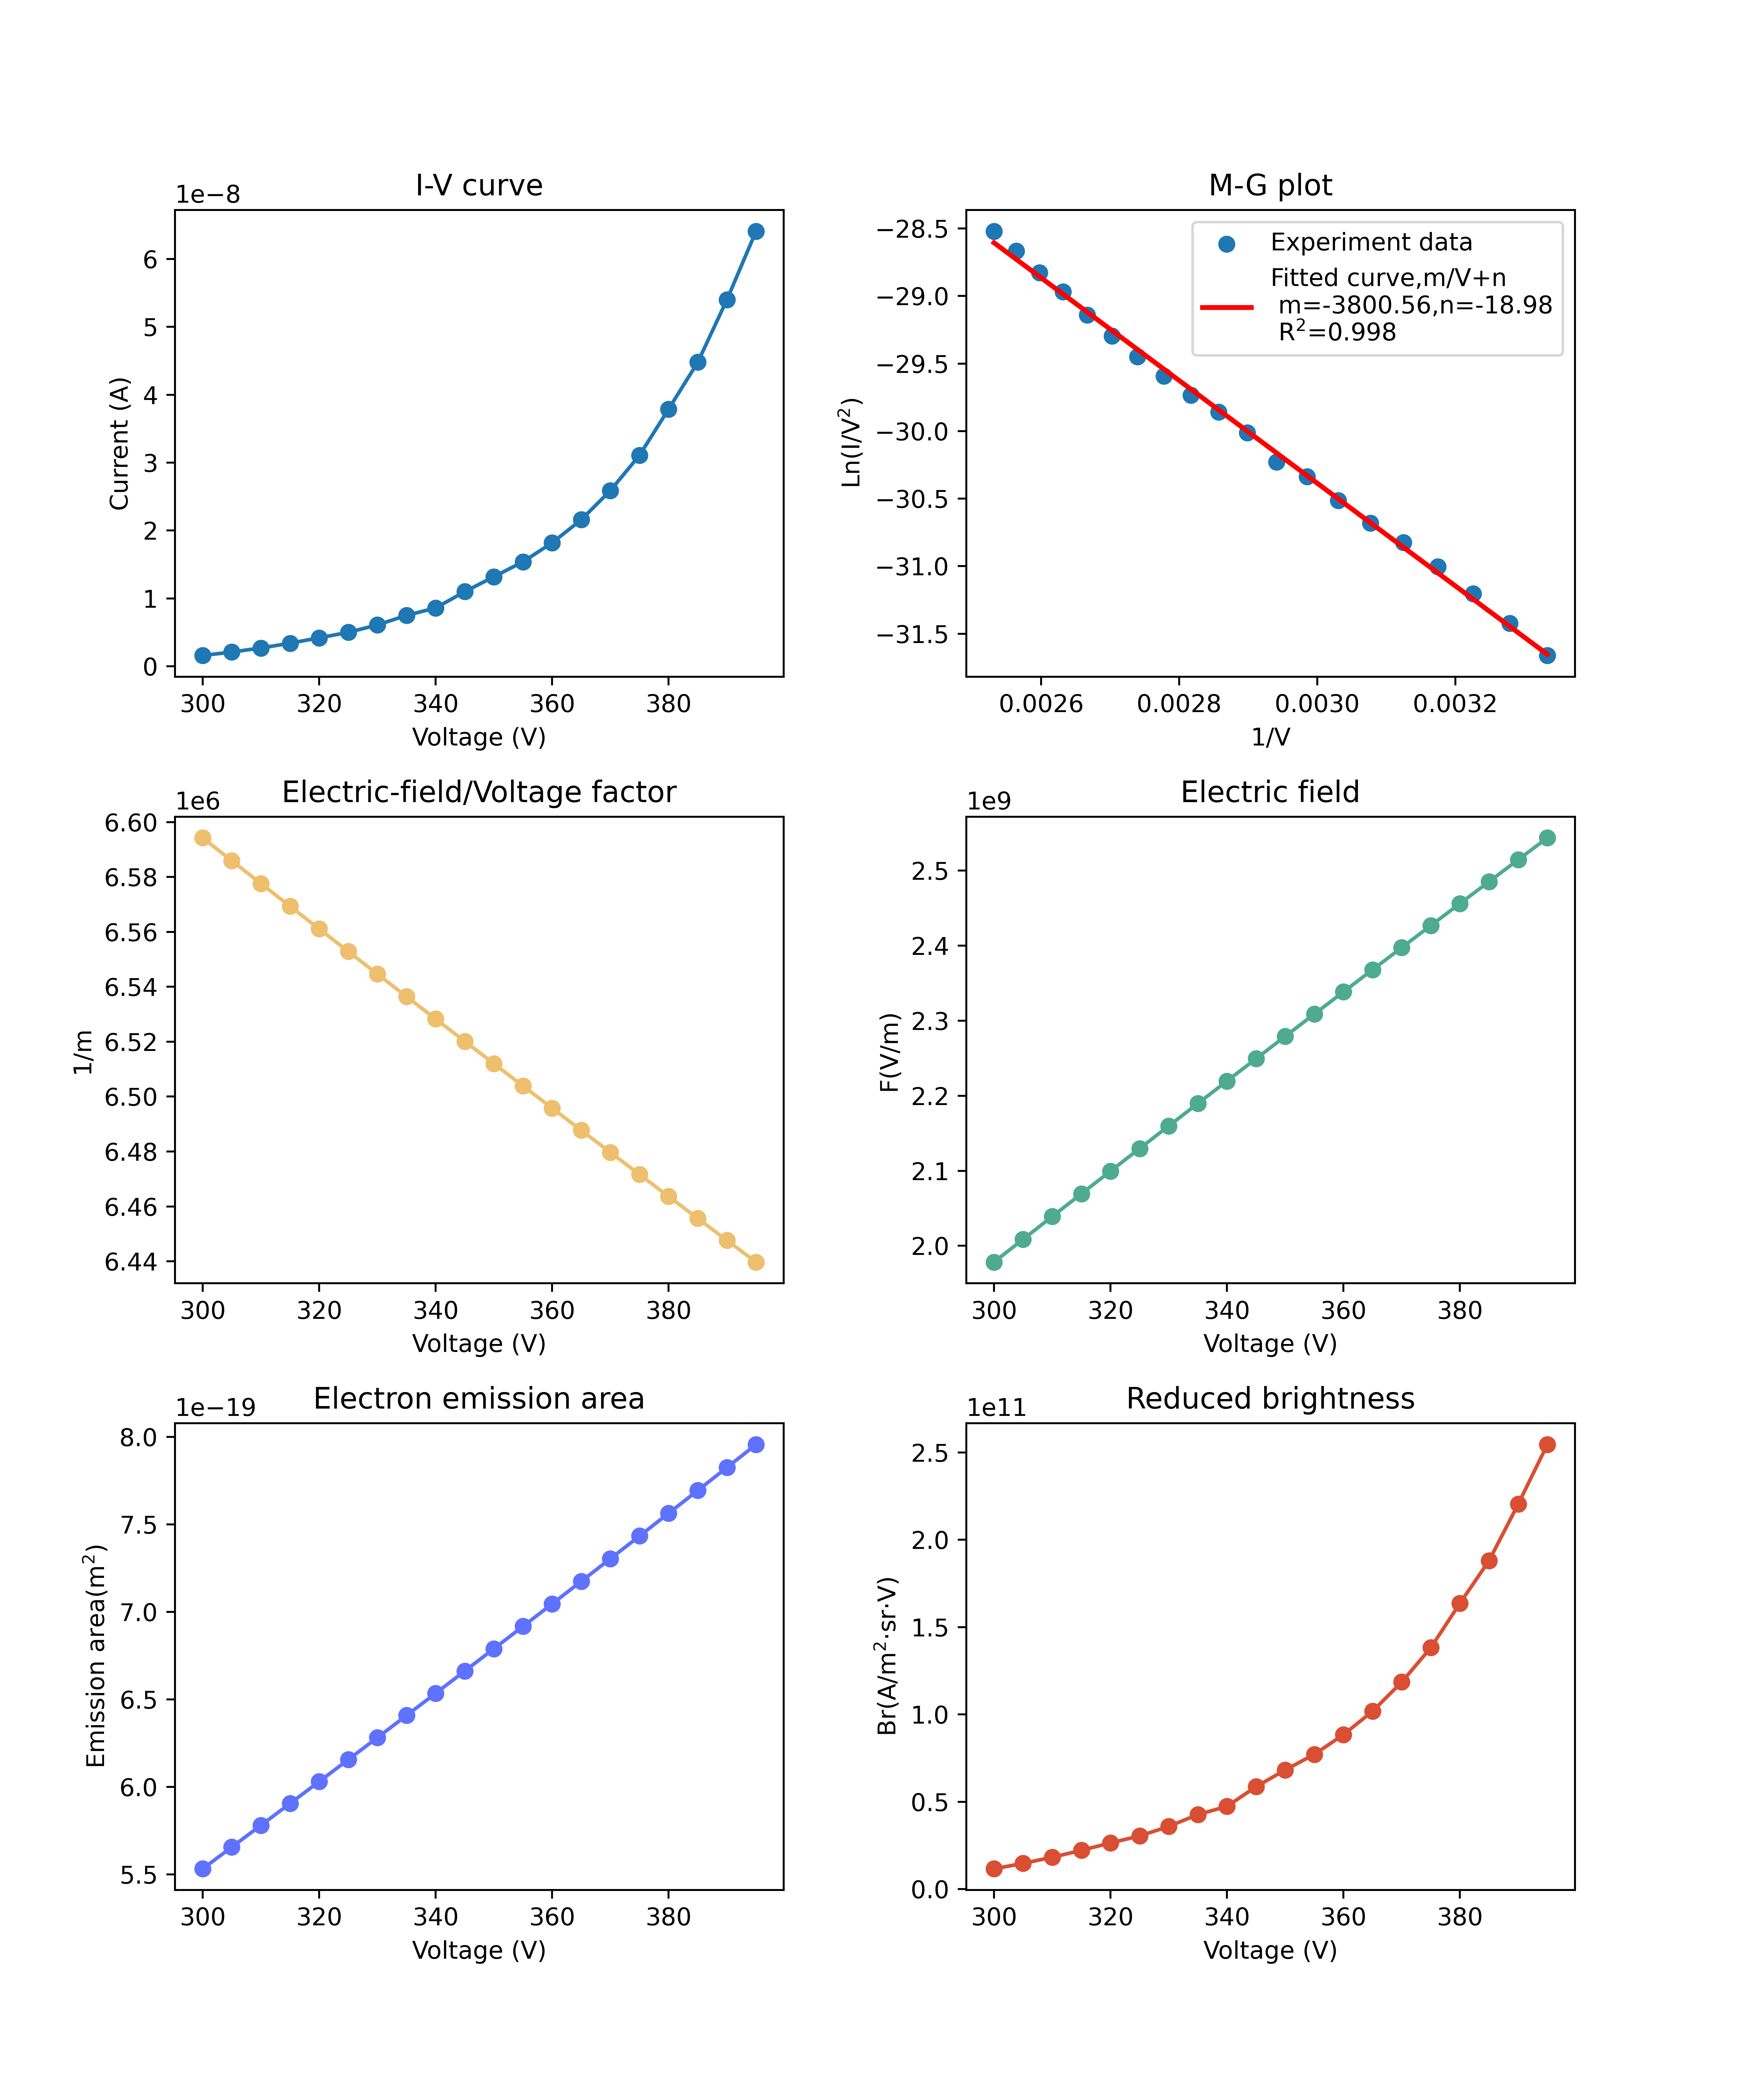 I-V curve
1e−8
6
5
4
3
2
1
0
Current (A)
300 320 340 360 380
Voltage (V)
M-G plot
−28.5
−29.0
−29.5
−30.0
−30.5
−31.0
−31.5
Ln(I/V²)
Experiment data
Fitted curve,m/V+n
m=-3800.56,n=-18.98
R²=0.998
0.0026 0.0028 0.0030 0.0032
1/V
Electric-field/Voltage factor
1e6
6.60
6.58
6.56
6.54
6.52
6.50
6.48
6.46
6.44
1/m
300 320 340 360 380
Voltage (V)
Electric field
1e9
2.5
2.4
2.3
2.2
2.1
2.0
F(V/m)
300 320 340 360 380
Voltage (V)
Electron emission area
1e−19
8.0
7.5
7.0
6.5
6.0
5.5
Emission area(m²)
300 320 340 360 380
Voltage (V)
Reduced brightness
1e11
2.5
2.0
1.5
1.0
0.5
0.0
Br(A/m²·sr·V)
300 320 340 360 380
Voltage (V)